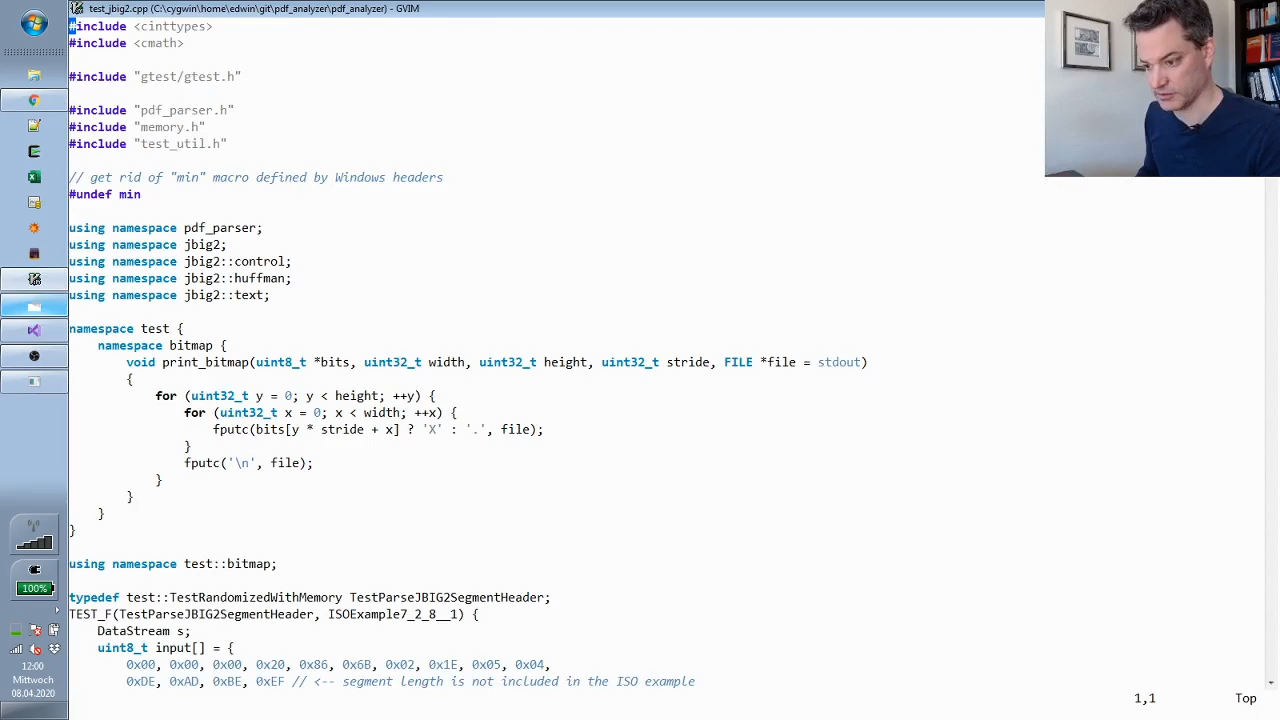 test_jbig2.cpp (C:\cygwin\home\edwin\git\pdf_analyzer\pdf_analyzer) - GVIM
#include <cinttypes>
#include <cmath>
#include "gtest/gtest.h"
#include "pdf_parser.h"
#include "memory.h"
#include "test_util.h"
// get rid of "min" macro defined by Windows headers
#undef min
using namespace pdf_parser;
using namespace jbig2;
using namespace jbig2::control;
using namespace jbig2::huffman;
using namespace jbig2::text;
namespace test {
namespace bitmap {
void print_bitmap(uint8_t *bits, uint32_t width, uint32_t height, uint32_t stride, FILE *file = stdout)
{
for (uint32_t y = 0; y < height; ++y) {
for (uint32_t x = 0; x < width; ++x) {
fputc(bits[y * stride + x] ? 'X' : '.', file);
}
fputc('\n', file);
}
}
}
}
using namespace test::bitmap;
typedef test::TestRandomizedWithMemory TestParseJBIG2SegmentHeader;
TEST_F(TestParseJBIG2SegmentHeader, ISOExample7_2_8__1) {
DataStream s;
uint8_t input[] = {
0x00, 0x00, 0x00, 0x20, 0x86, 0x6B, 0x02, 0x1E, 0x05, 0x04,
0xDE, 0xAD, 0xBE, 0xEF // <-- segment length is not included in the ISO example
1,1 Top
100%
12:00
Mittwoch
08.04.2020